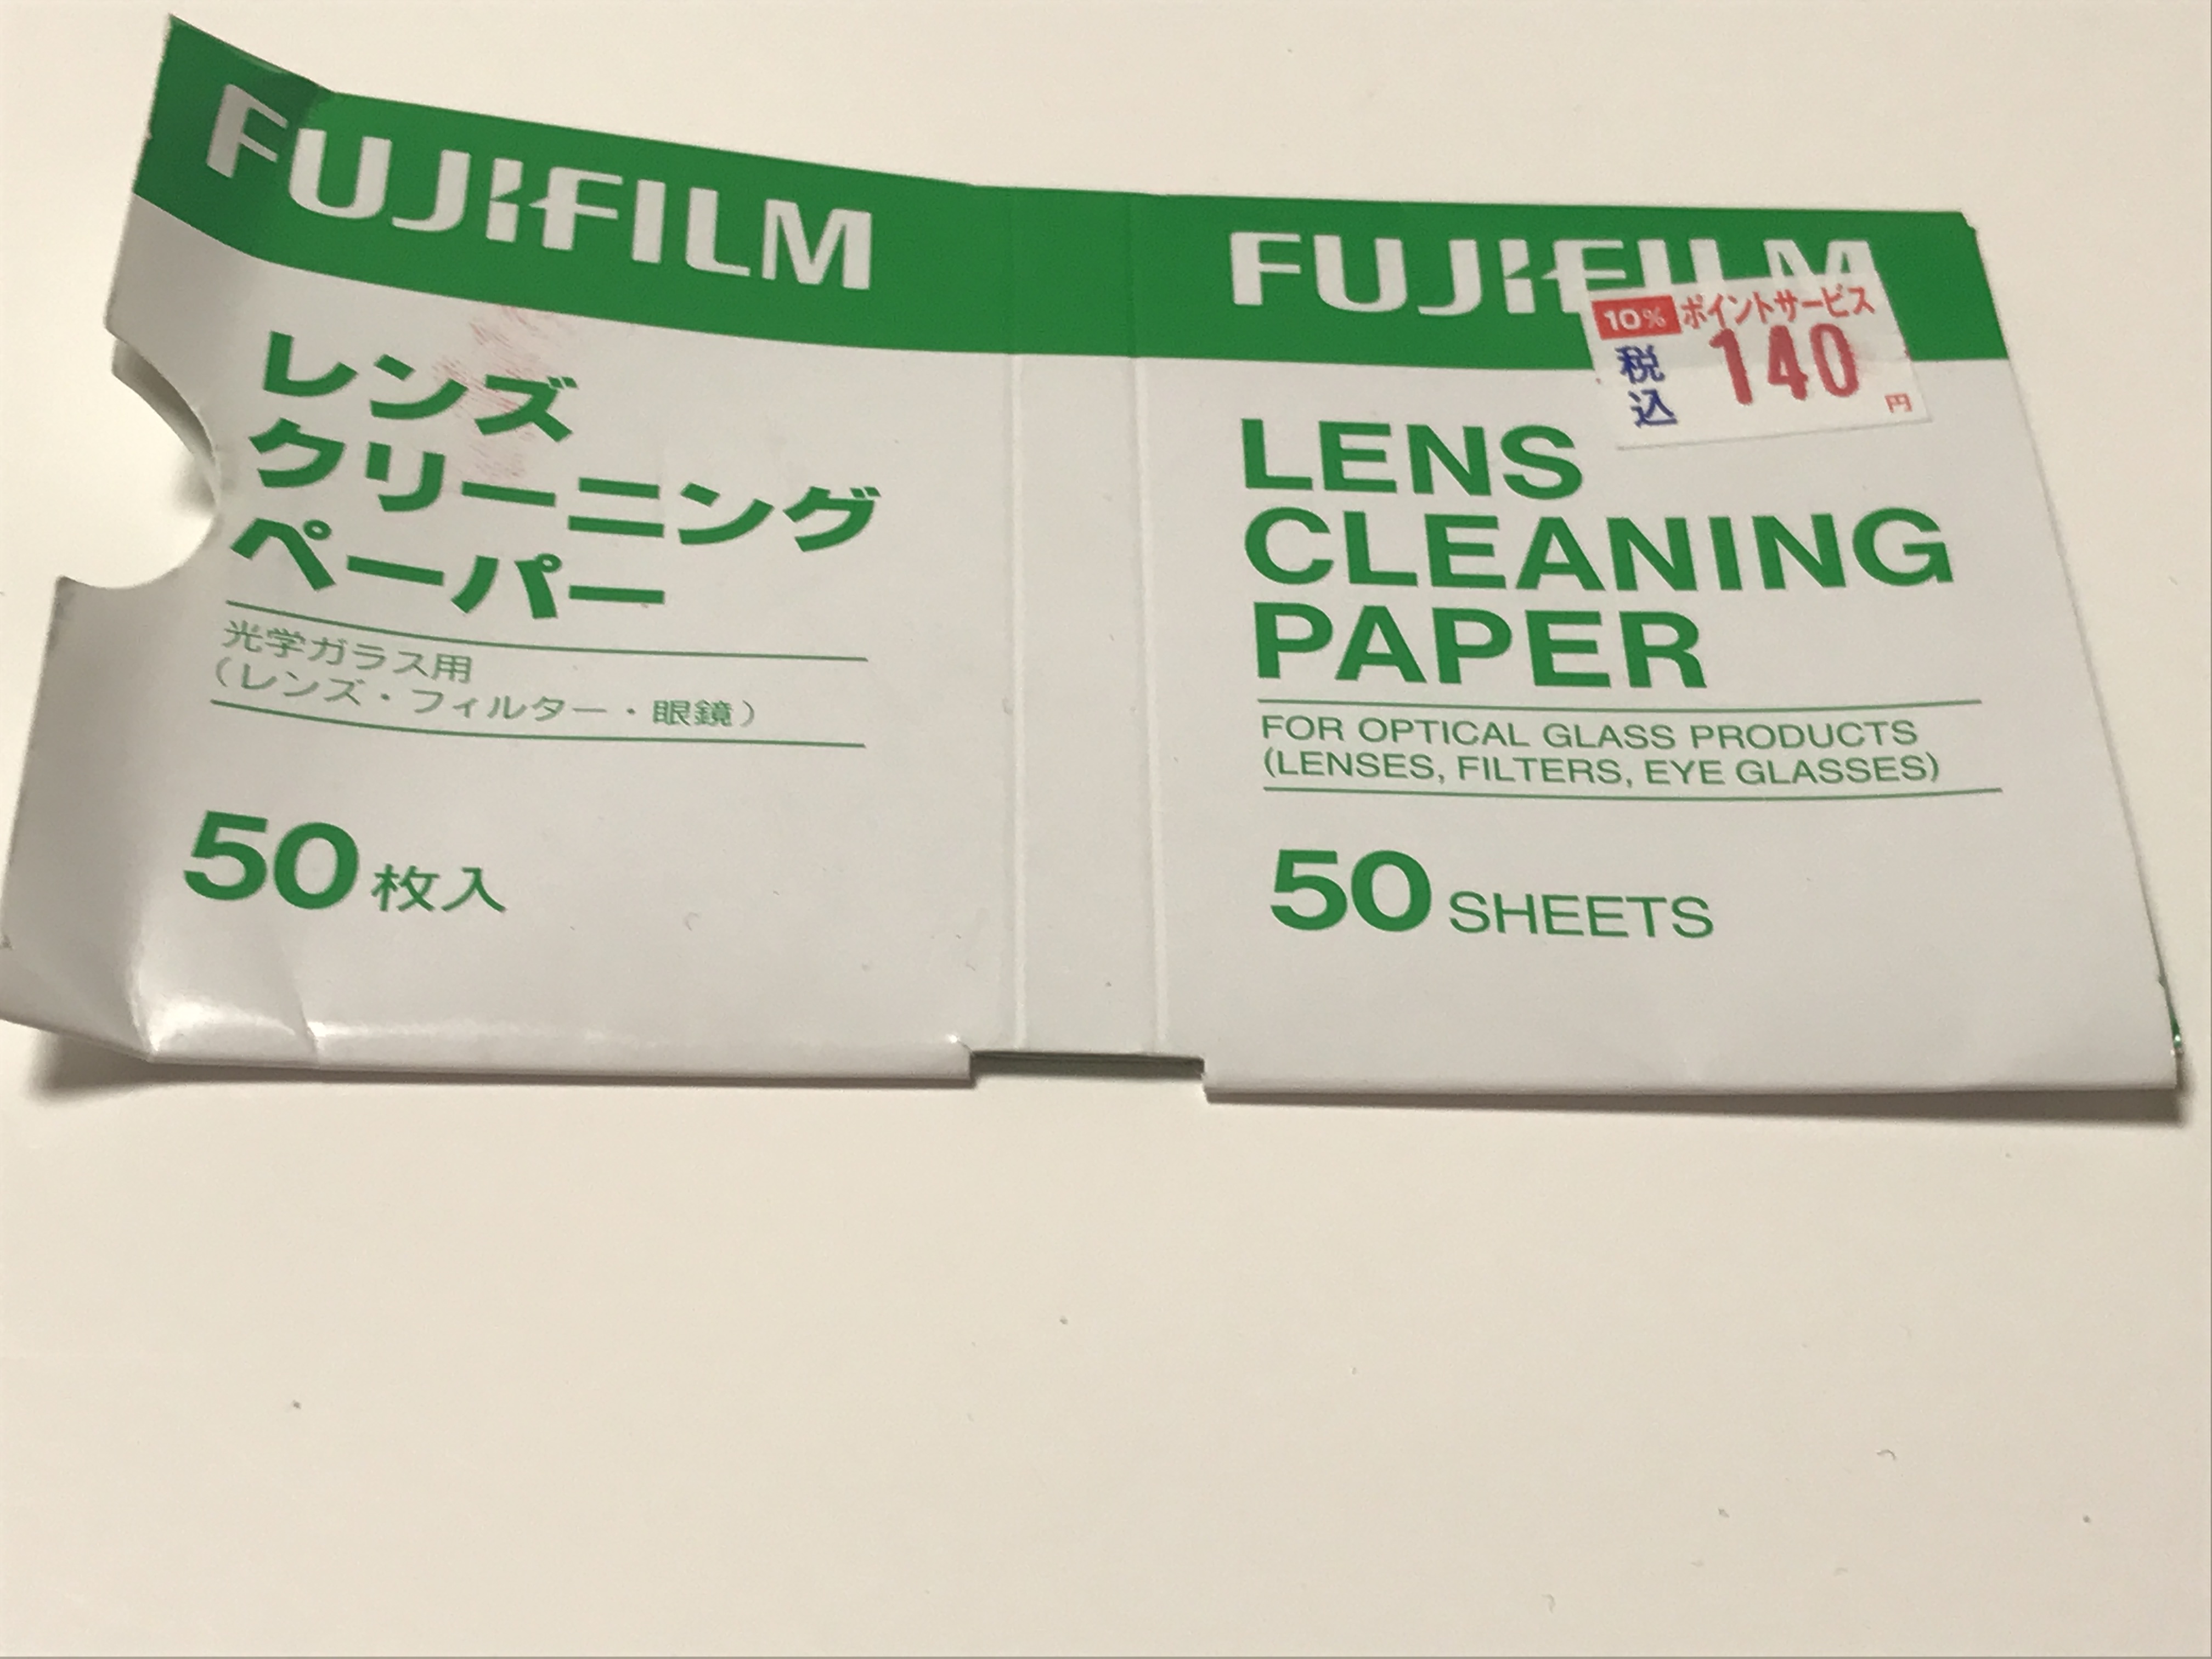 FUJIFILM
レンズ
クリーニング
ペーパー
光学ガラス用
（レンズ・フィルター・眼鏡）
50枚入
FUJIFILM
10% ポイントサービス
税込 140円
LENS
CLEANING
PAPER
FOR OPTICAL GLASS PRODUCTS
(LENSES, FILTERS, EYE GLASSES)
50 SHEETS